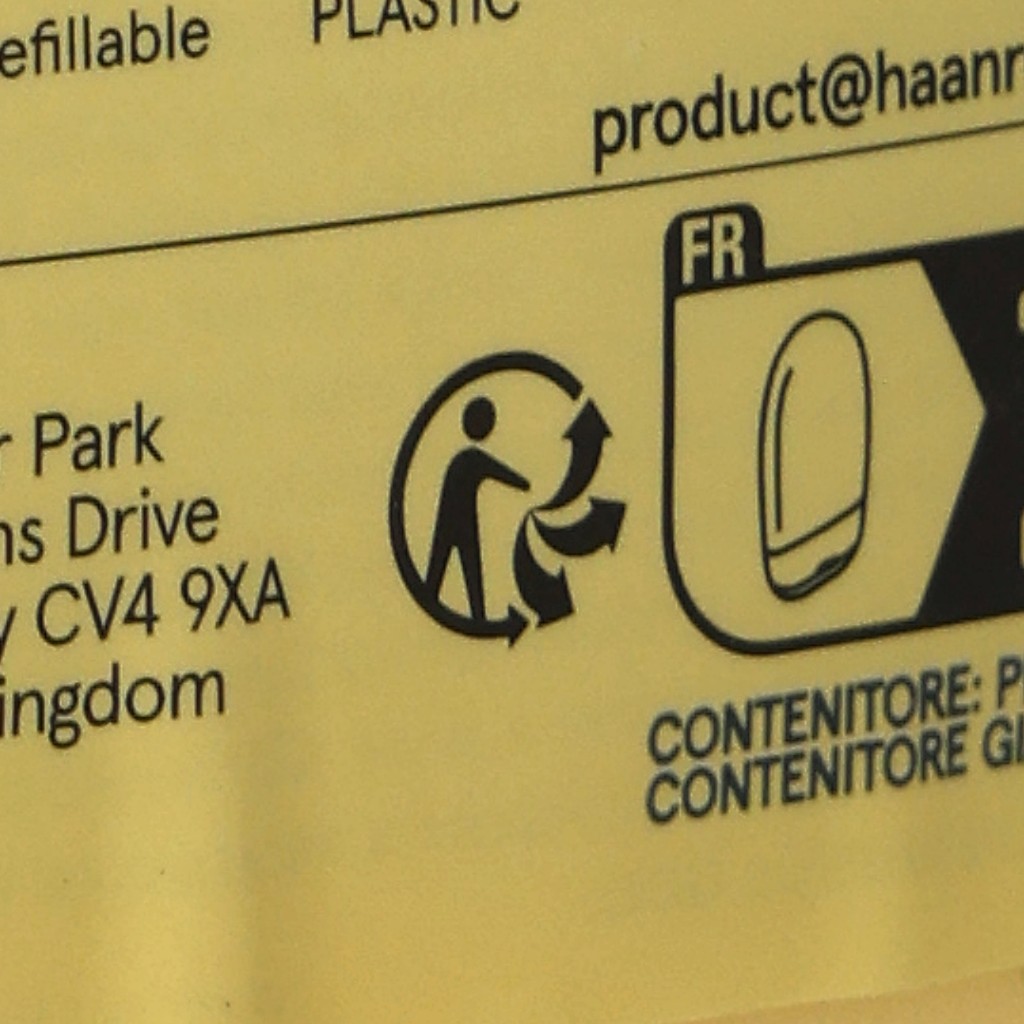 efillable
PLASTIC
product@haanr
FR
r Park
ns Drive
y CV4 9XA
ingdom
CONTENITORE: P
CONTENITORE GI